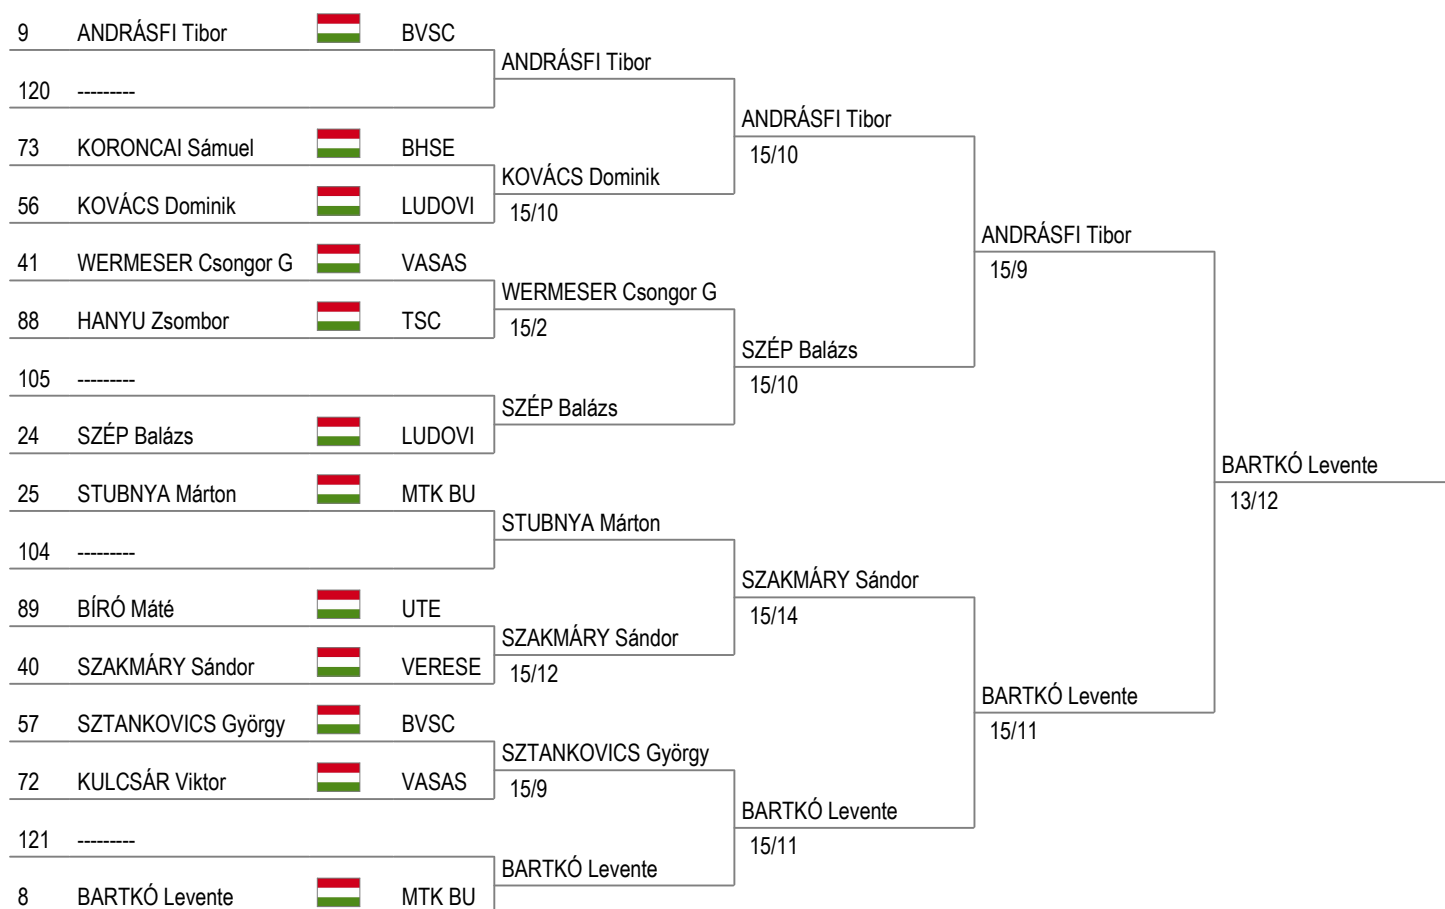 9 ANDRÁSFI Tibor BVSC
120 ---------
73 KORONCAI Sámuel BHSE
56 KOVÁCS Dominik LUDOVI
41 WERMESER Csongor G VASAS
88 HANYU Zsombor TSC
105 ---------
24 SZÉP Balázs LUDOVI
25 STUBNYA Márton MTK BU
104 ---------
89 BÍRÓ Máté UTE
40 SZAKMÁRY Sándor VERESE
57 SZTANKOVICS György BVSC
72 KULCSÁR Viktor VASAS
121 ---------
8 BARTKÓ Levente MTK BU
ANDRÁSFI Tibor
KOVÁCS Dominik
15/10
WERMESER Csongor G
15/2
SZÉP Balázs
STUBNYA Márton
SZAKMÁRY Sándor
15/12
SZTANKOVICS György
15/9
BARTKÓ Levente
ANDRÁSFI Tibor
15/10
SZÉP Balázs
15/10
SZAKMÁRY Sándor
15/14
BARTKÓ Levente
15/11
ANDRÁSFI Tibor
15/9
BARTKÓ Levente
15/11
BARTKÓ Levente
13/12